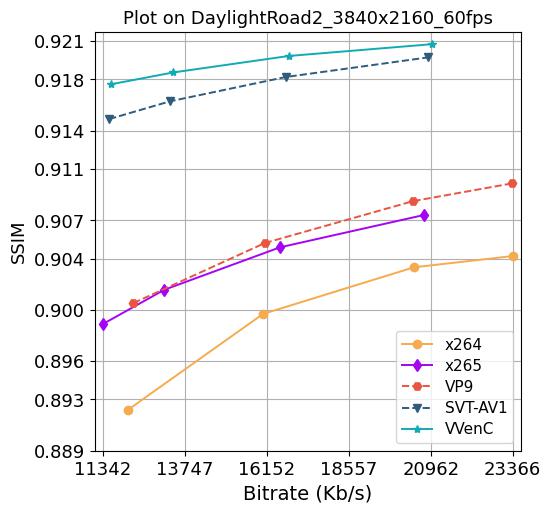 Plot on DaylightRoad2_3840x2160_60fps
0.921
0.918
0.914
0.911
0.907
0.904
0.900
0.896
0.893
0.889
SSIM
x264
x265
VP9
SVT-AV1
VVenC
11342 13747 16152 18557 20962 23366
Bitrate (Kb/s)